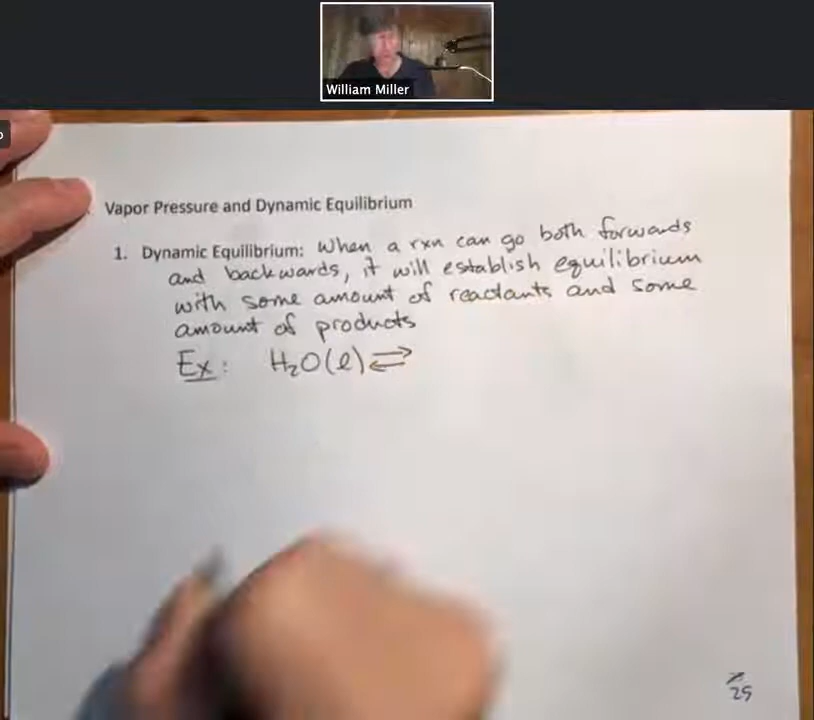 William Miller
Vapor Pressure and Dynamic Equilibrium
1. Dynamic Equilibrium: When a rxn can go both forwards
and backwards, it will establish equilibrium
with some amount of reactants and some
amount of products
Ex: H₂O(l) ⇌
25